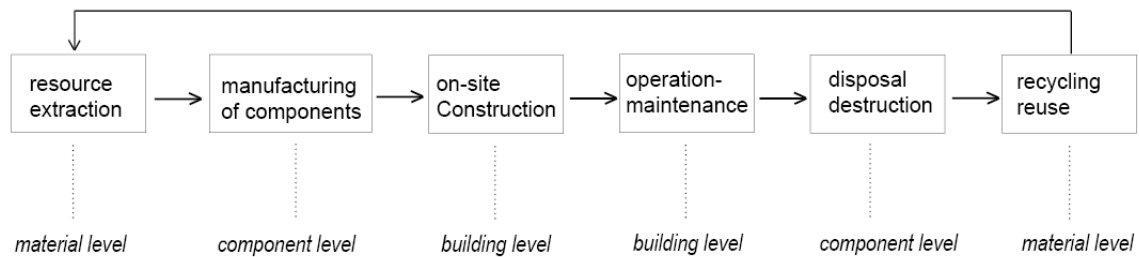 resource
extraction
manufacturing
of components
on-site
Construction
operation-
maintenance
disposal
destruction
recycling
reuse
material level
component level
building level
building level
component level
material level